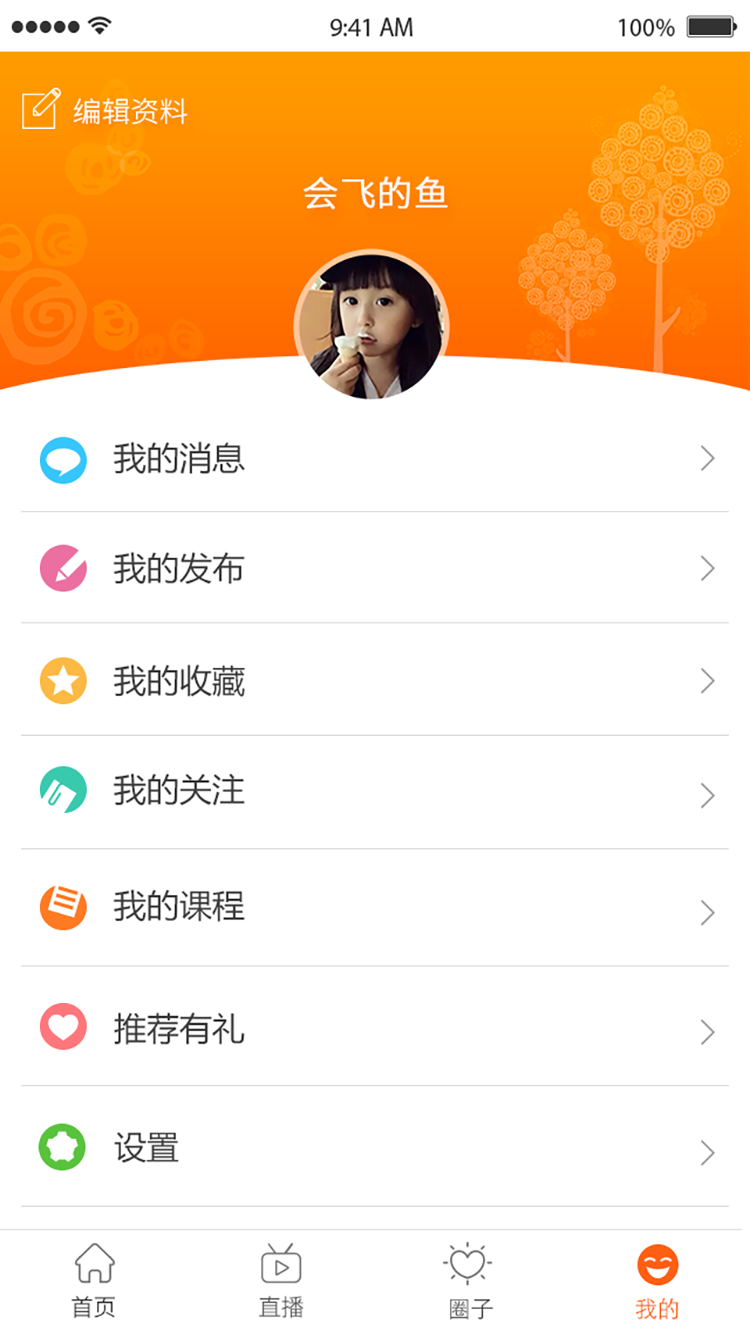 9:41 AM 100%
编辑资料
会飞的鱼
我的消息
我的发布
我的收藏
我的关注
我的课程
推荐有礼
设置
首页 直播 圈子 我的